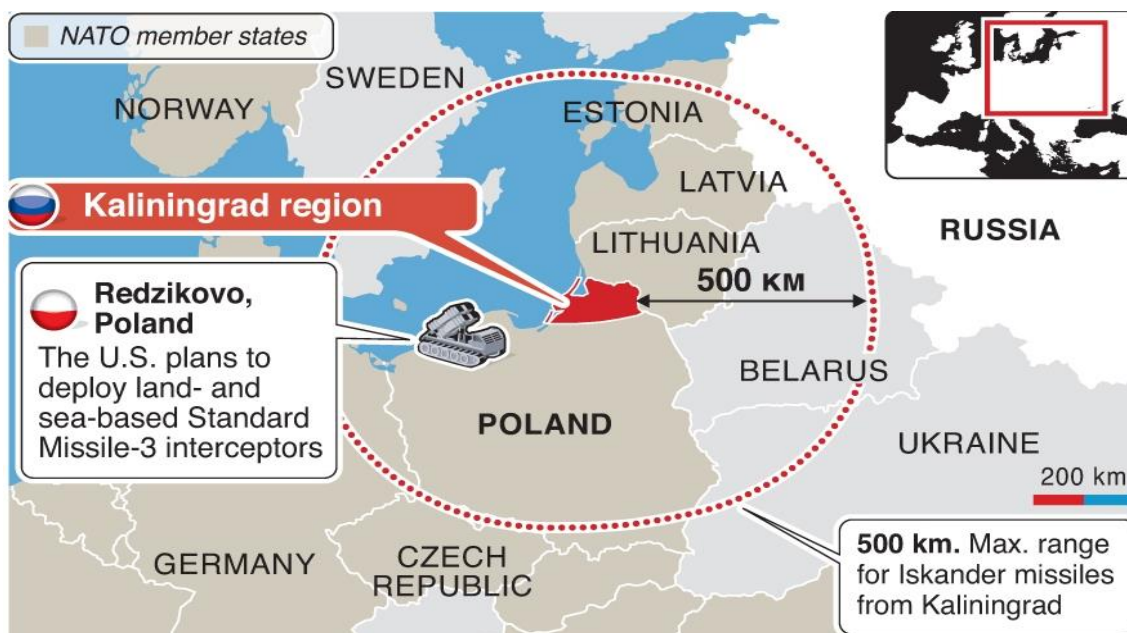 NATO member states
SWEDEN
NORWAY
ESTONIA
LATVIA
Kaliningrad region
LITHUANIA
RUSSIA
500 KM
Redzikovo,
Poland
The U.S. plans to
deploy land- and
sea-based Standard
Missile-3 interceptors
BELARUS
POLAND
UKRAINE
200 km
GERMANY
CZECH
REPUBLIC
500 km. Max. range
for Iskander missiles
from Kaliningrad